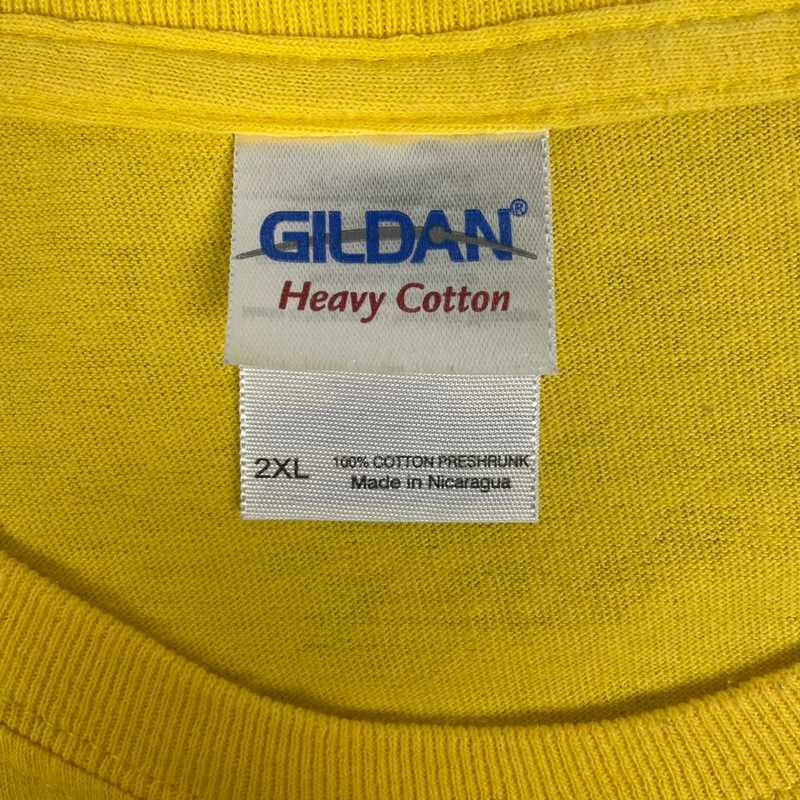 GILDAN®
Heavy Cotton
2XL 100% COTTON PRESHRUNK
Made in Nicaragua